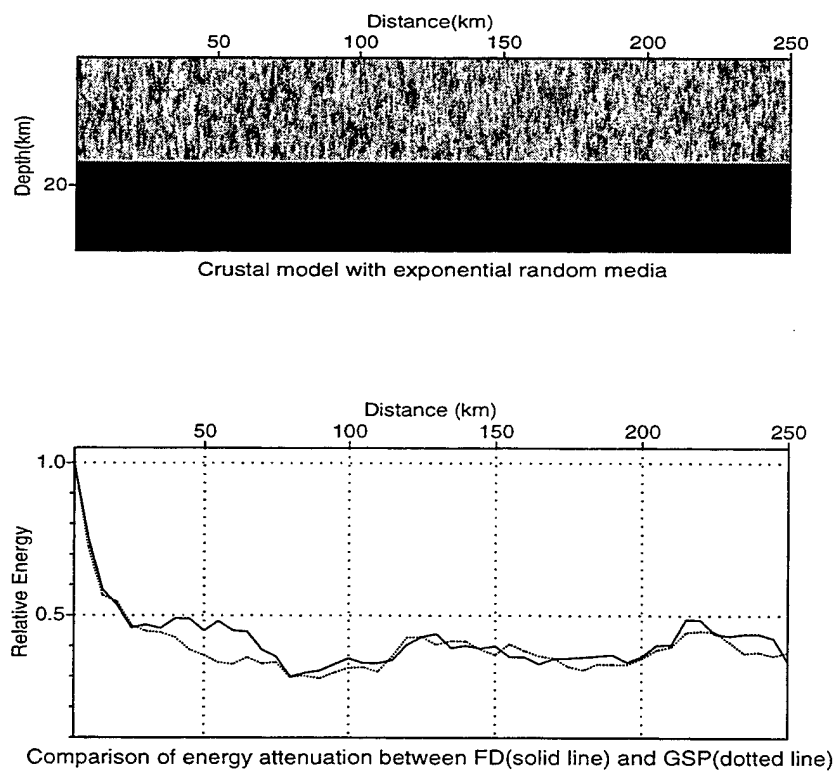 Distance(km)
50 100 150 200 250
Depth(km)
20
Crustal model with exponential random media
Distance (km)
50 100 150 200 250
1.0
Relative Energy
0.5
Comparison of energy attenuation between FD(solid line) and GSP(dotted line)